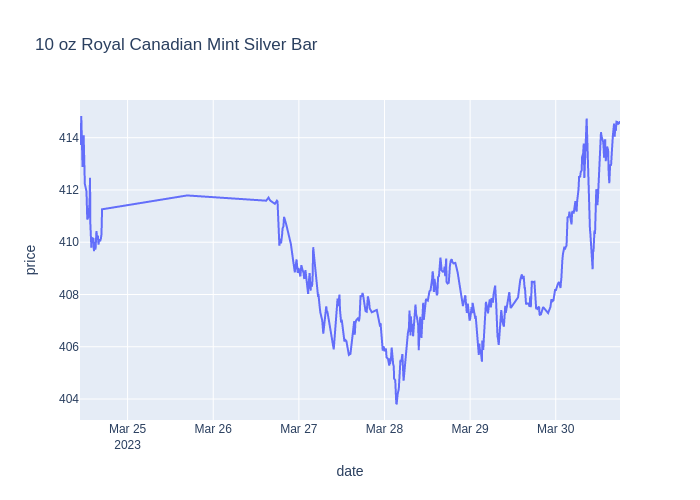 10 oz Royal Canadian Mint Silver Bar
414
412
410
408
406
404
price
Mar 25
2023
Mar 26
Mar 27
Mar 28
Mar 29
Mar 30
date